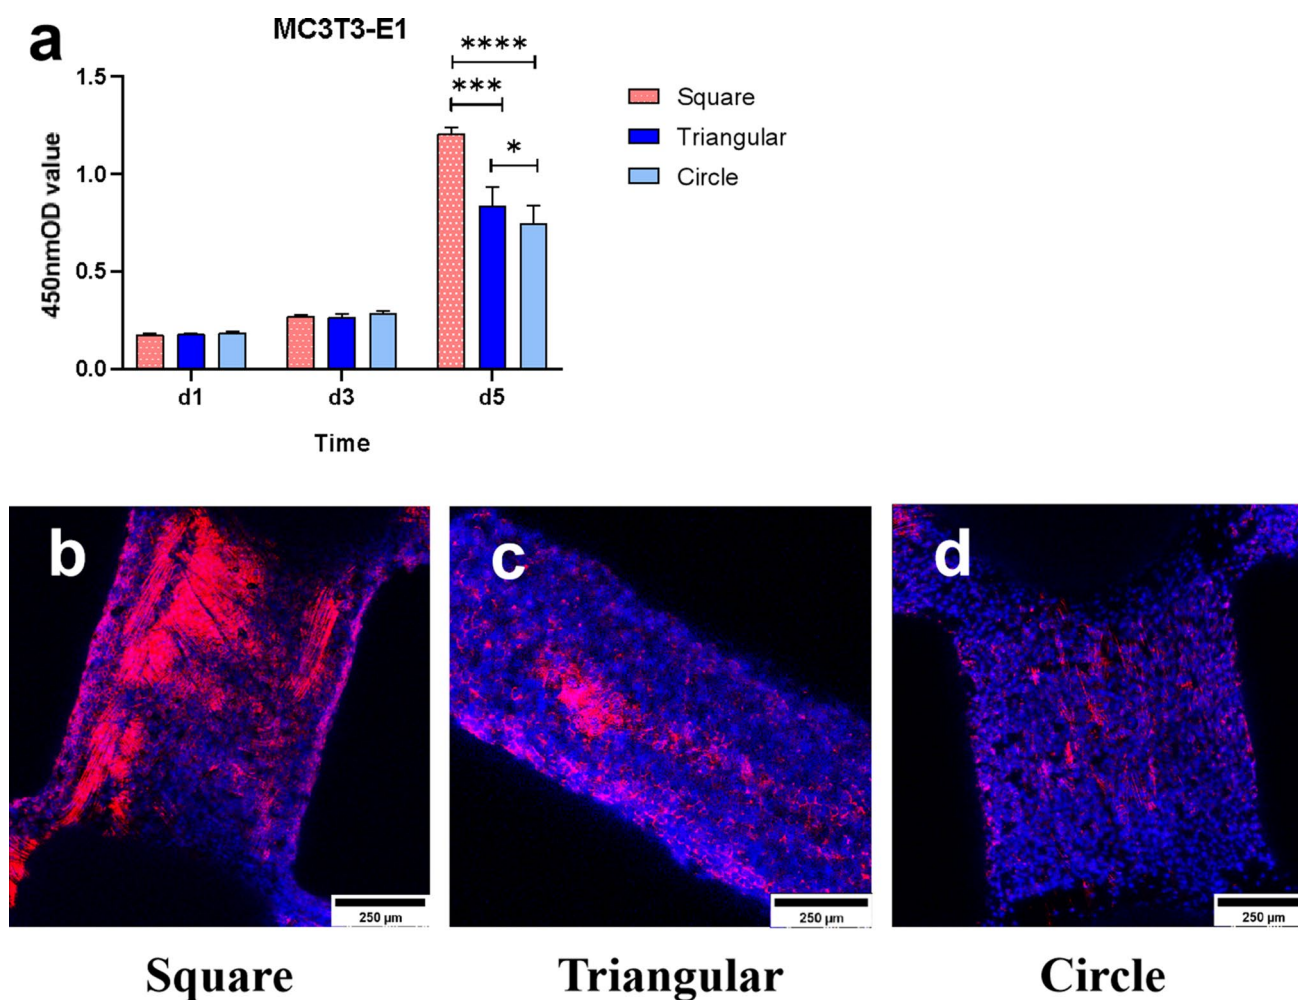 a
MC3T3-E1
****
***
*
1.5
1.0
0.5
0.0
450nmOD value
d1 d3 d5
Time
Square
Triangular
Circle
b
c
d
250 µm
250 µm
250 µm
Square
Triangular
Circle